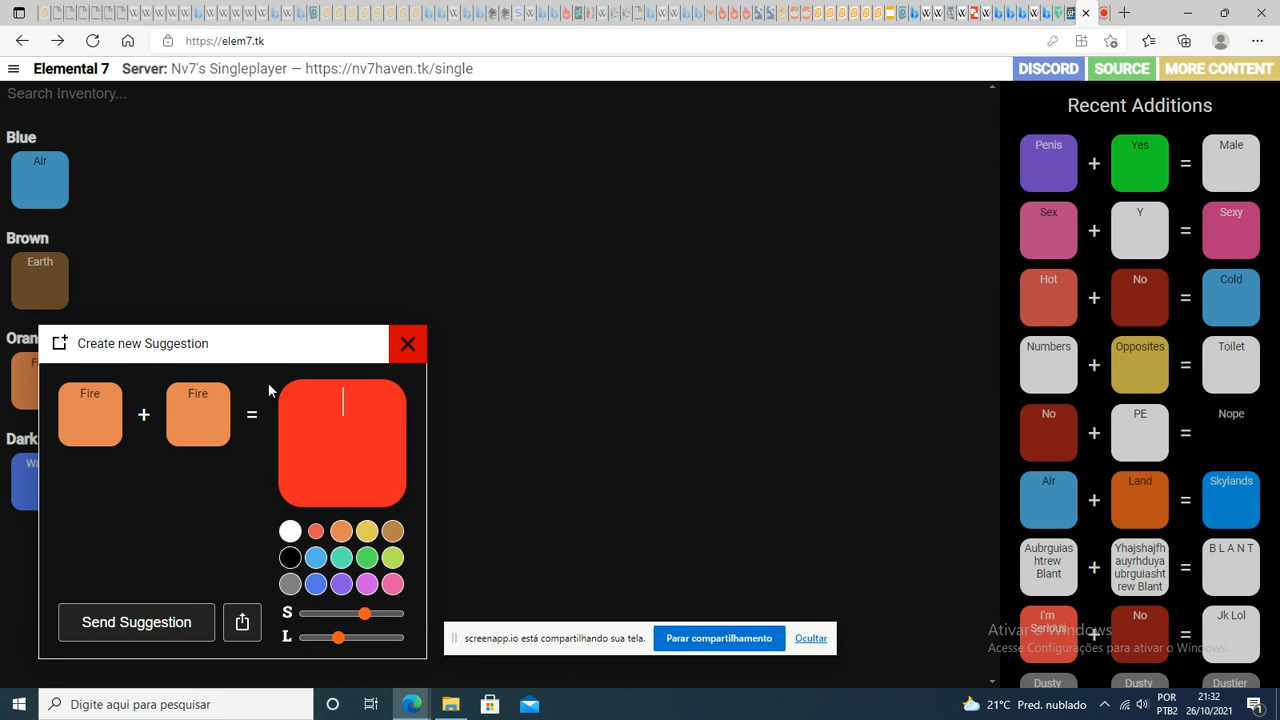 https://elem7.tk
Elemental 7 Server: Nv7's Singleplayer — https://nv7haven.tk/single
DISCORD SOURCE MORE CONTENT
Search Inventory...
Blue
Air
Brown
Earth
Oran
F
Dark
Wa
Create new Suggestion
Fire + Fire =
S
L
Send Suggestion
screenapp.io está compartilhando sua tela. Parar compartilhamento Ocultar
Recent Additions
Penis + Yes = Male
Sex + Y = Sexy
Hot + No = Cold
Numbers + Opposites = Toilet
No + PE = Nope
Air + Land = Skylands
Aubrguias
htrew
Blant
+
Yhajshajfh
auyrhduya
ubrguiasht
rew Blant
=
B L A N T
I'm
Serious
+ No = Jk Lol
Dusty Dusty Dustier
Ativar o Windows
Acesse Configurações para ativar o Windows.
Digite aqui para pesquisar
21°C Pred. nublado
POR
PTB2
21:32
26/10/2021
1